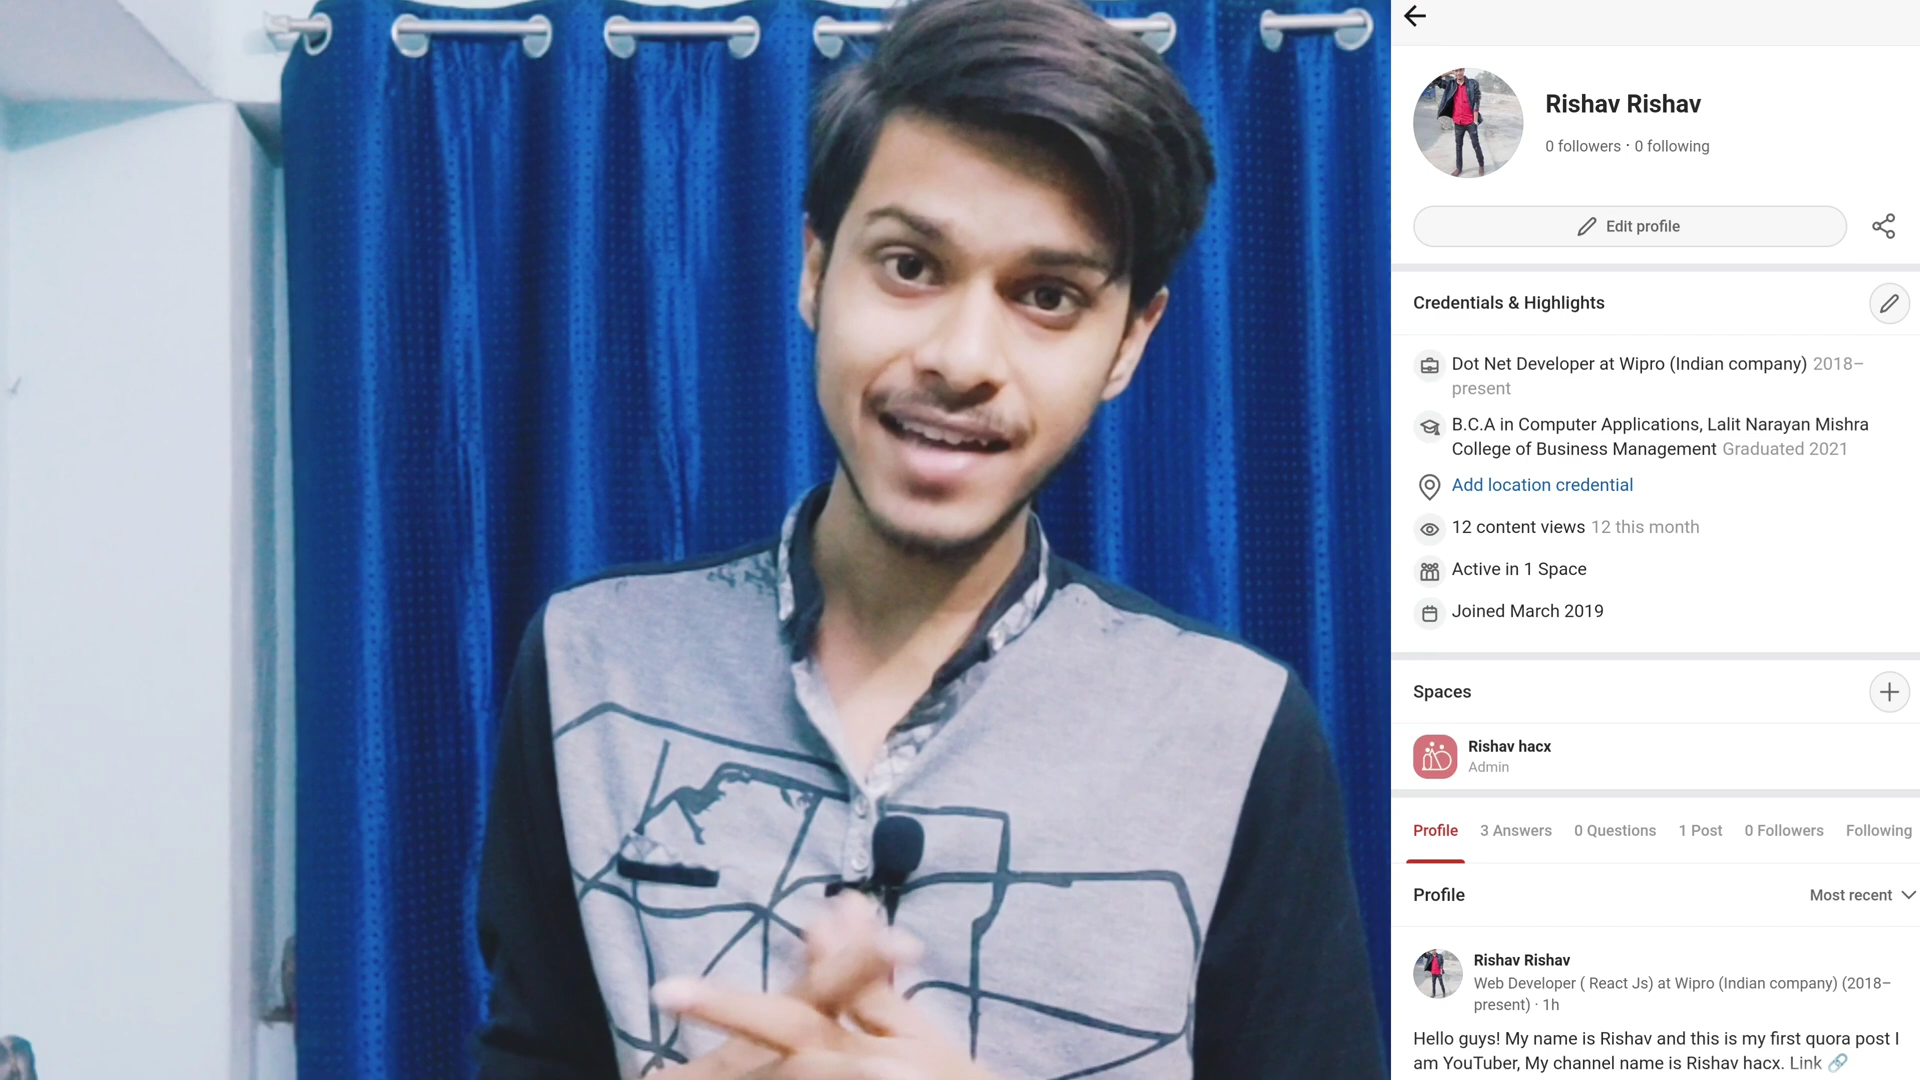 Rishav Rishav
0 followers · 0 following
Edit profile
Credentials & Highlights
Dot Net Developer at Wipro (Indian company) 2018–
present
B.C.A in Computer Applications, Lalit Narayan Mishra
College of Business Management Graduated 2021
Add location credential
12 content views 12 this month
Active in 1 Space
Joined March 2019
Spaces
Rishav hacx
Admin
Profile 3 Answers 0 Questions 1 Post 0 Followers Following
Profile Most recent
Rishav Rishav
Web Developer ( React Js) at Wipro (Indian company) (2018–
present) · 1h
Hello guys! My name is Rishav and this is my first quora post I
am YouTuber, My channel name is Rishav hacx. Link 🔗